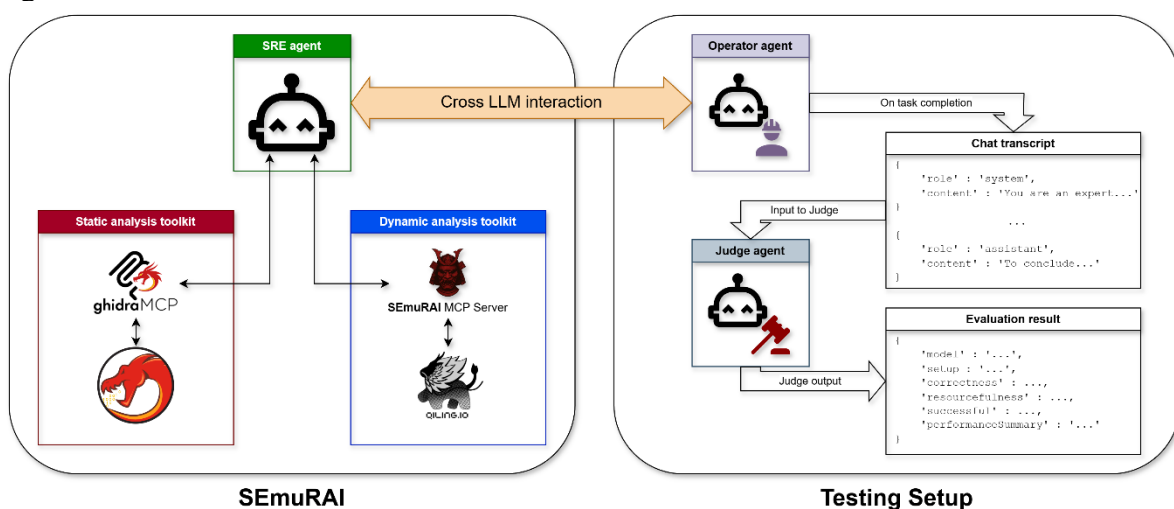 SRE agent
Cross LLM interaction
Static analysis toolkit
ghidraMCP
Dynamic analysis toolkit
SEmuRAI MCP Server
QILING.IO
SEmuRAI
Operator agent
On task completion
Chat transcript
{
'role' : 'system',
'content' : 'You are an expert...'
}
...
{
'role' : 'assistant',
'content' : 'To conclude...'
}
Input to Judge
Judge agent
Judge output
Evaluation result
{
'model' : '...',
'setup' : '...',
'correctness' : ...,
'resourcefulness' : ...,
'successful' : ...,
'performanceSummary' : '...'
}
Testing Setup